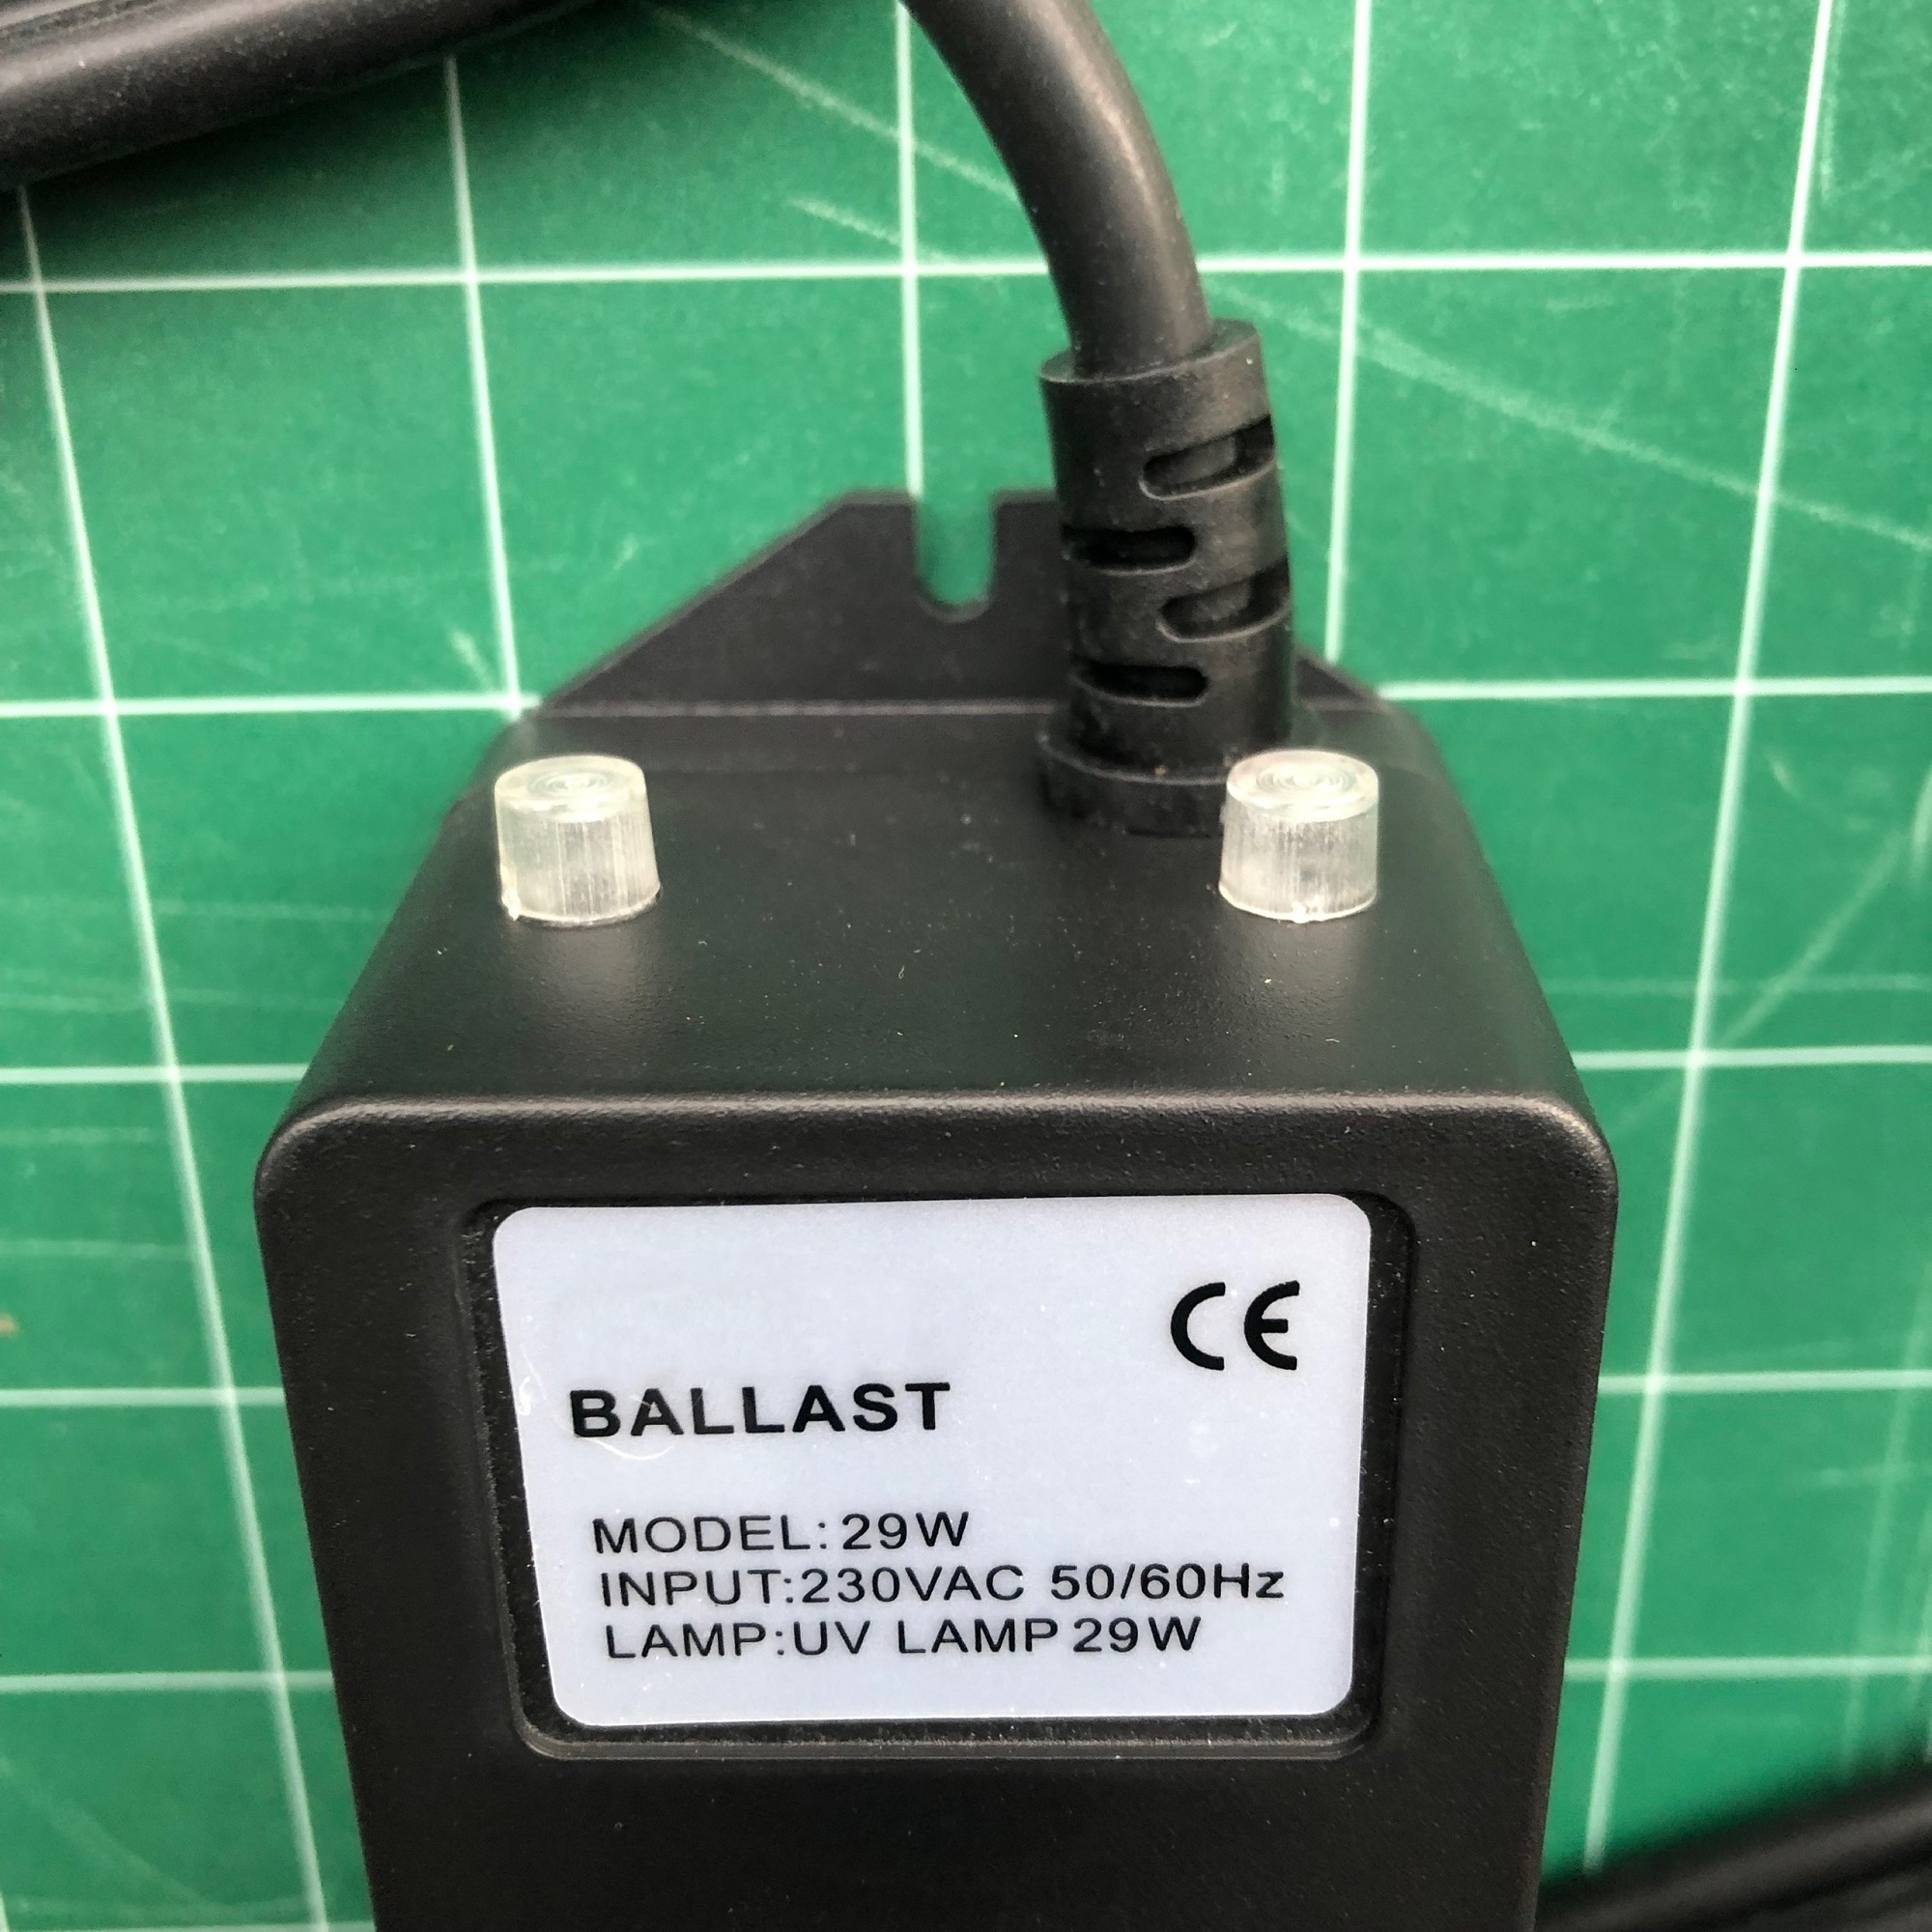 CE
BALLAST
MODEL:29W
INPUT:230VAC 50/60Hz
LAMP:UV LAMP 29W